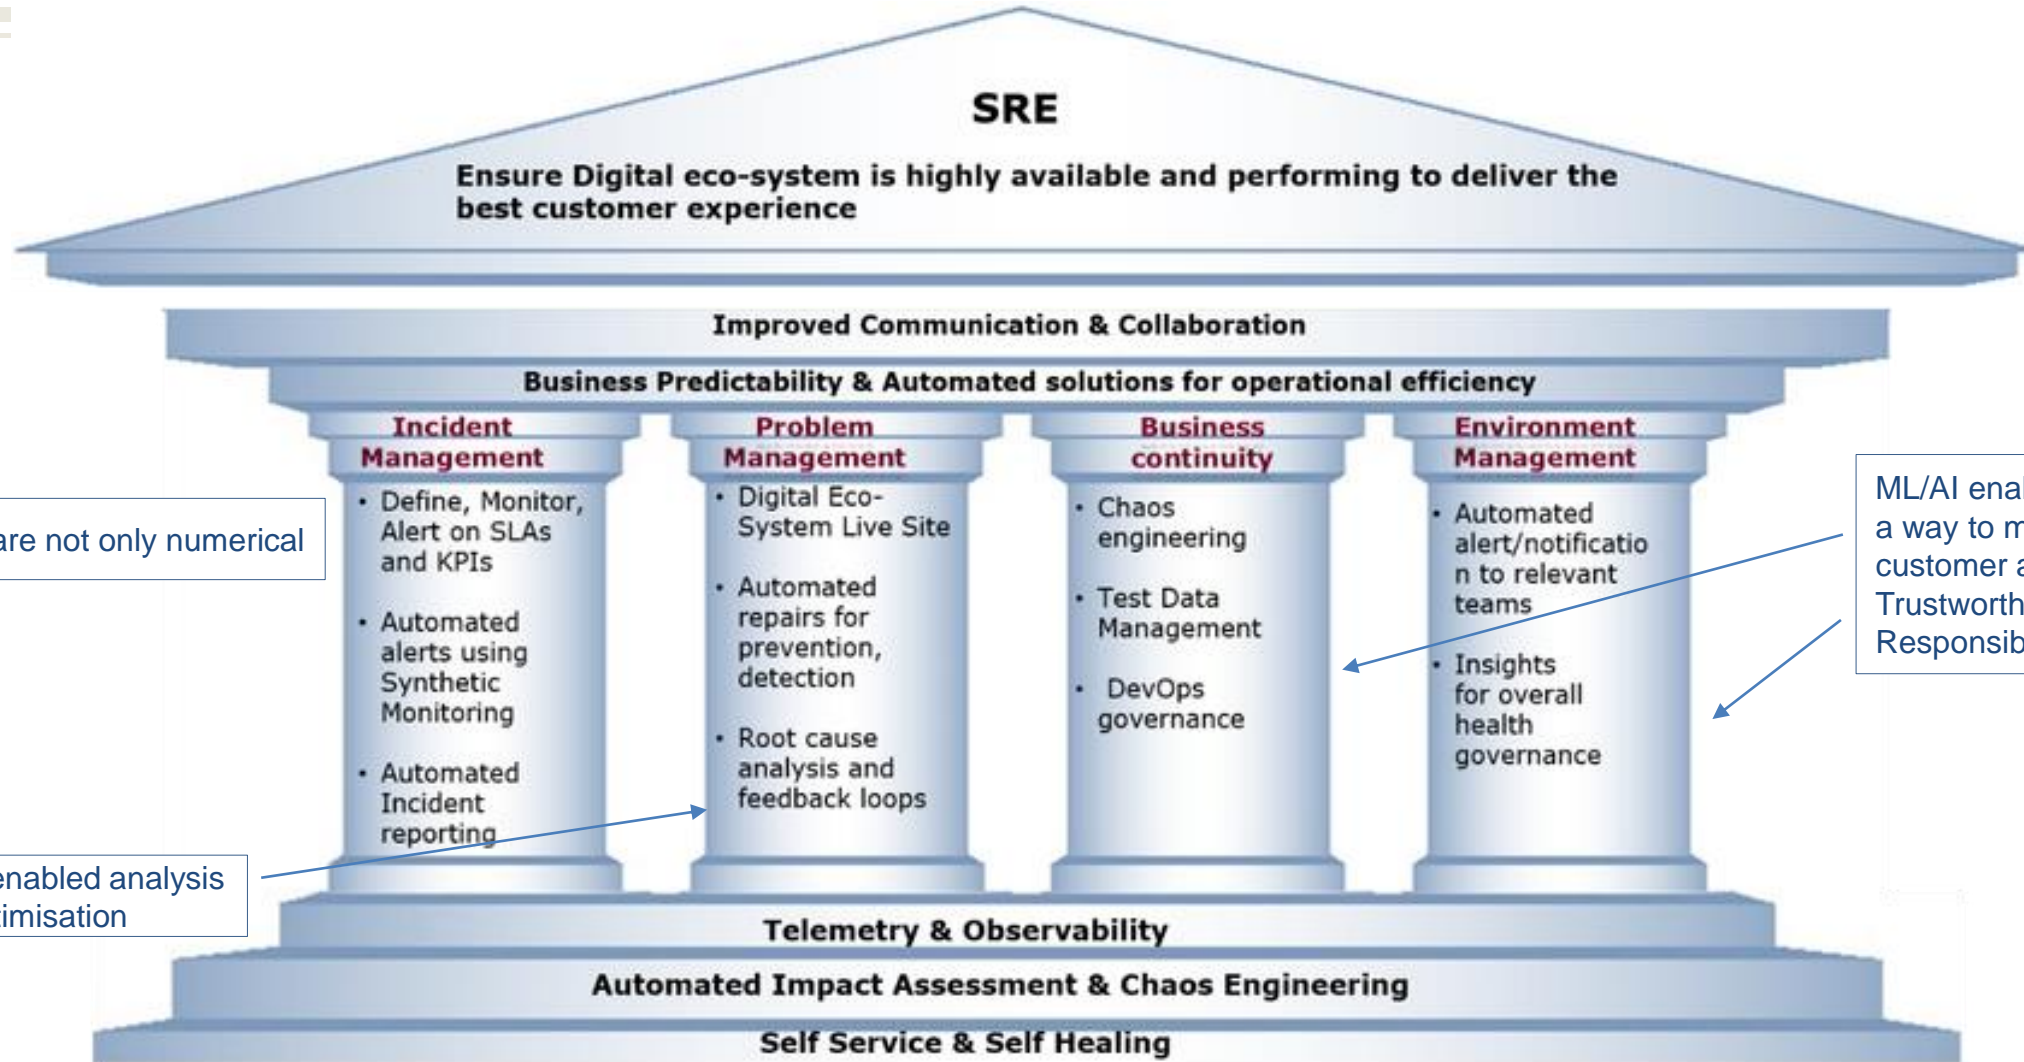 SRE
Ensure Digital eco-system is highly available and performing to deliver the
best customer experience
Improved Communication & Collaboration
Business Predictability & Automated solutions for operational efficiency
Incident
Management
• Define, Monitor,
Alert on SLAs
and KPIs
• Automated
alerts using
Synthetic
Monitoring
• Automated
Incident
reporting
Problem
Management
• Digital Eco-
System Live Site
• Automated
repairs for
prevention,
detection
• Root cause
analysis and
feedback loops
Business
continuity
• Chaos
engineering
• Test Data
Management
• DevOps
governance
Environment
Management
• Automated
alert/notificatio
n to relevant
teams
• Insights
for overall
health
governance
are not only numerical
enabled analysis
timisation
ML/AI enal
a way to m
customer a
Trustworth
Responsib
Telemetry & Observability
Automated Impact Assessment & Chaos Engineering
Self Service & Self Healing